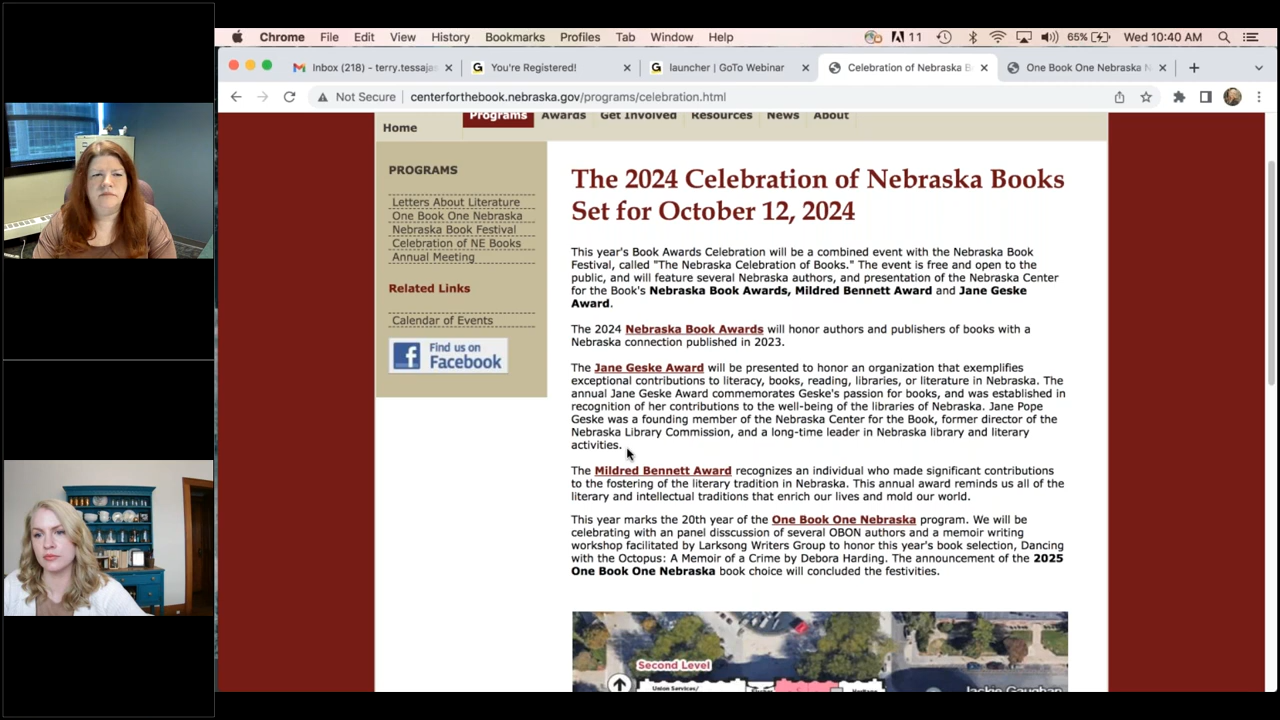 Chrome File Edit View History Bookmarks Profiles Tab Window Help 11 65% Wed 10:40 AM
Inbox (218) - terry.tessajas You're Registered! launcher | GoTo Webinar Celebration of Nebraska B One Book One Nebraska N
Not Secure centerforthebook.nebraska.gov/programs/celebration.html
Home Programs Awards Get Involved Resources News About
PROGRAMS
Letters About Literature
One Book One Nebraska
Nebraska Book Festival
Celebration of NE Books
Annual Meeting
Related Links
Calendar of Events
Find us on
Facebook
The 2024 Celebration of Nebraska Books
Set for October 12, 2024
This year's Book Awards Celebration will be a combined event with the Nebraska Book
Festival, called "The Nebraska Celebration of Books." The event is free and open to the
public, and will feature several Nebraska authors, and presentation of the Nebraska Center
for the Book's Nebraska Book Awards, Mildred Bennett Award and Jane Geske
Award.
The 2024 Nebraska Book Awards will honor authors and publishers of books with a
Nebraska connection published in 2023.
The Jane Geske Award will be presented to honor an organization that exemplifies
exceptional contributions to literacy, books, reading, libraries, or literature in Nebraska. The
annual Jane Geske Award commemorates Geske's passion for books, and was established in
recognition of her contributions to the well-being of the libraries of Nebraska. Jane Pope
Geske was a founding member of the Nebraska Center for the Book, former director of the
Nebraska Library Commission, and a long-time leader in Nebraska library and literary
activities.
The Mildred Bennett Award recognizes an individual who made significant contributions
to the fostering of the literary tradition in Nebraska. This annual award reminds us all of the
literary and intellectual traditions that enrich our lives and mold our world.
This year marks the 20th year of the One Book One Nebraska program. We will be
celebrating with an panel disscussion of several OBON authors and a memoir writing
workshop facilitated by Larksong Writers Group to honor this year's book selection, Dancing
with the Octopus: A Memoir of a Crime by Debora Harding. The announcement of the 2025
One Book One Nebraska book choice will concluded the festivities.
Second Level
Union Services/
Jackie Gaughan